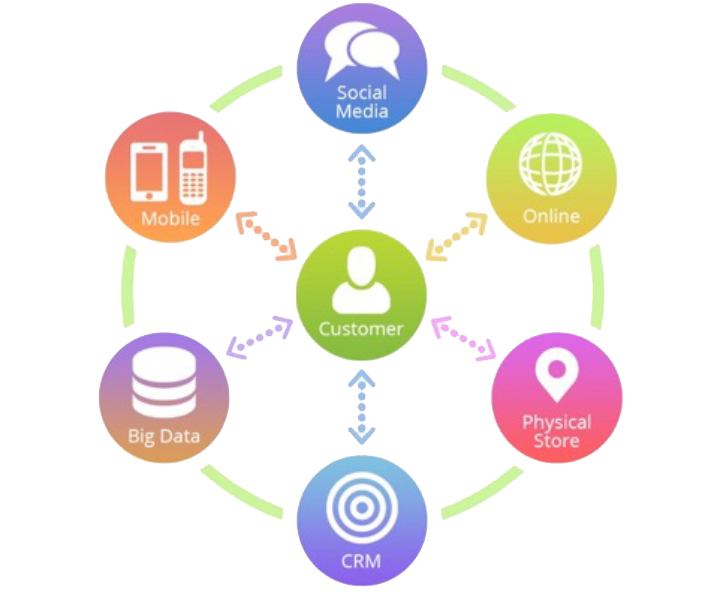 Social
Media
Mobile
Online
Customer
Big Data
Physical
Store
CRM